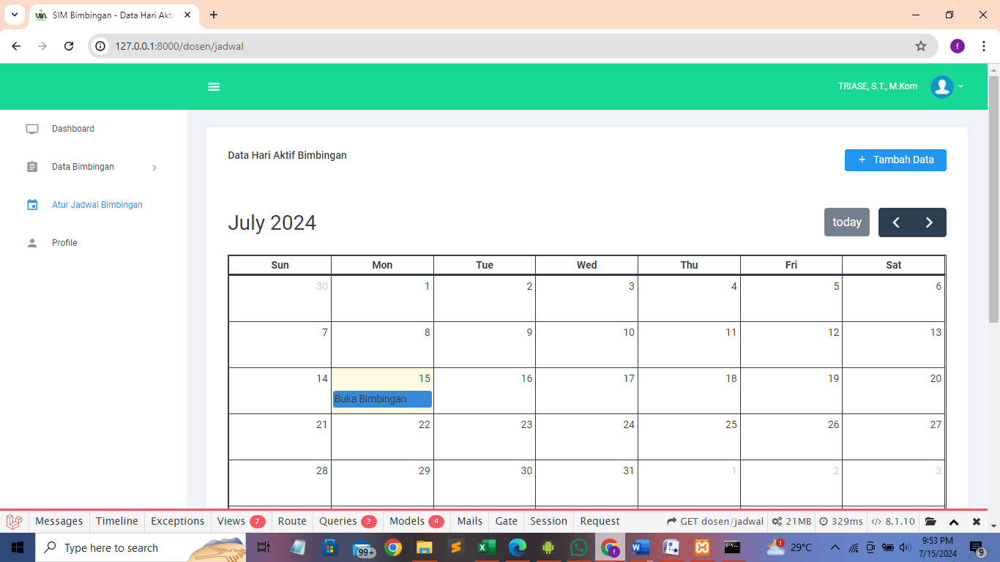 SIM Bimbingan - Data Hari Akti
127.0.0.1:8000/dosen/jadwal
f
TRIASE, S.T., M.Kom
Dashboard
Data Bimbingan
Atur Jadwal Bimbingan
Profile
Data Hari Aktif Bimbingan
+ Tambah Data
July 2024
today
Sun Mon Tue Wed Thu Fri Sat
30 1 2 3 4 5 6
7 8 9 10 11 12 13
14 15 16 17 18 19 20
Buka Bimbingan
21 22 23 24 25 26 27
28 29 30 31 1 2 3
Messages Timeline Exceptions Views 7 Route Queries 3 Models 4 Mails Gate Session Request GET dosen/jadwal 21MB 329ms 8.1.10
Type here to search
99+
1
29°C
9:53 PM
7/15/2024
9